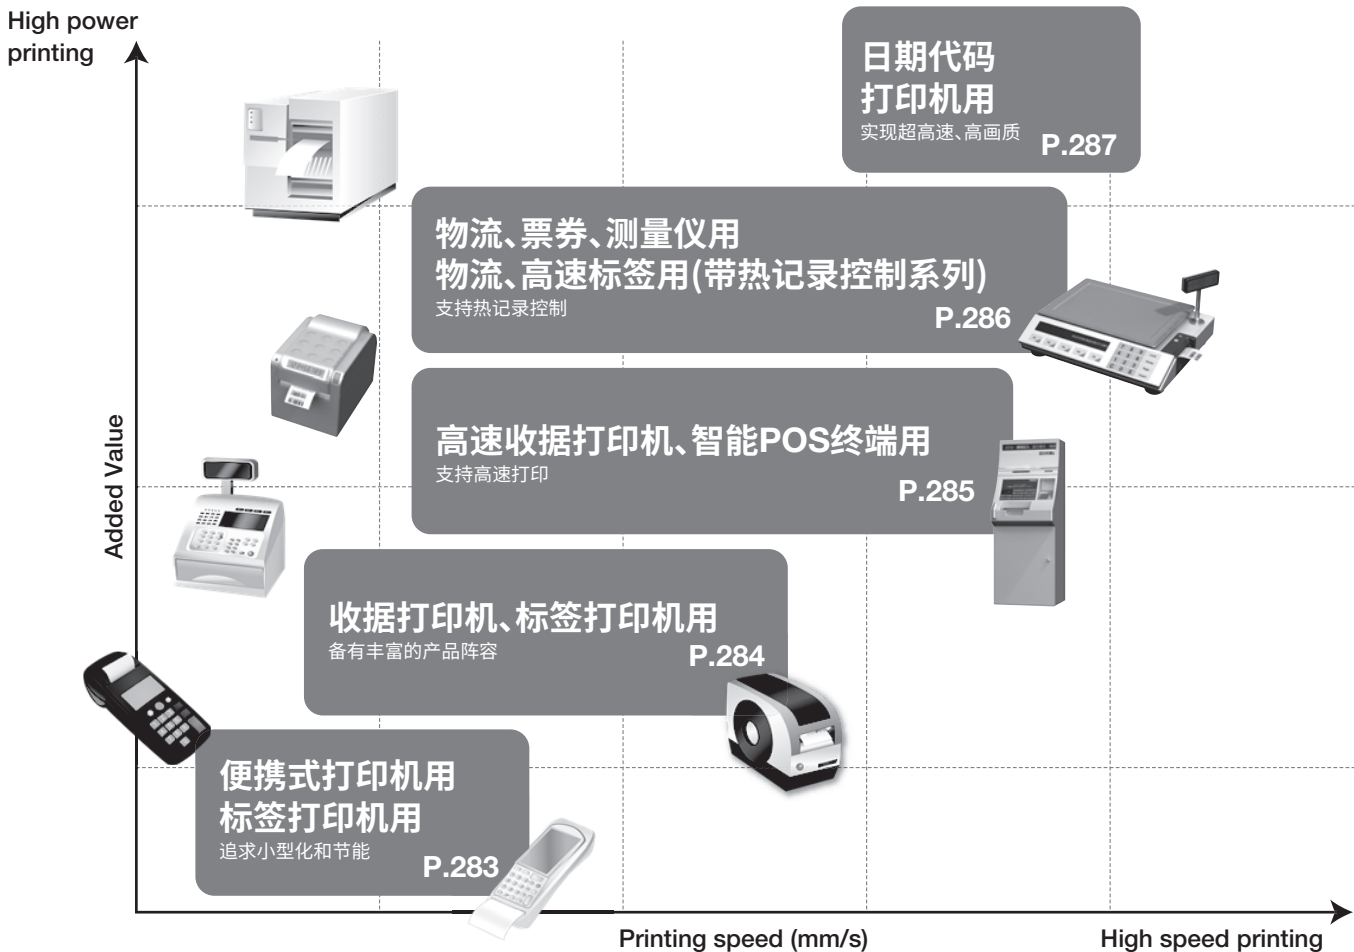 High power
printing
日期代码
打印机用
实现超高速、高画质
P.287
物流、票券、测量仪用
物流、高速标签用(带热记录控制系列)
支持热记录控制
P.286
高速收据打印机、智能POS终端用
支持高速打印
P.285
Added Value
收据打印机、标签打印机用
备有丰富的产品阵容
P.284
便携式打印机用
标签打印机用
追求小型化和节能
P.283
Printing speed (mm/s)
High speed printing